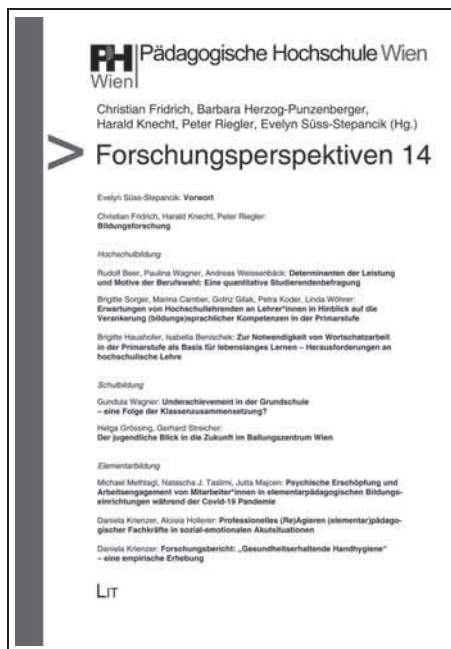 PH Pädagogische Hochschule Wien
Wien
Christian Fridrich, Barbara Herzog-Punzenberger,
Harald Knecht, Peter Riegler, Evelyn Süss-Stepancik (Hg.)
> Forschungsperspektiven 14
Evelyn Süss-Stepancik: Vorwort
Christian Fridrich, Harald Knecht, Peter Riegler:
Bildungsforschung
Hochschulbildung
Rudolf Beer, Paulina Wagner, Andreas Weissenbäck: Determinanten der Leistung
und Motive der Berufswahl: Eine quantitative Studierendenbefragung
Brigitte Sorger, Marina Camber, Golriz Gilak, Petra Koder, Linda Wöhrer:
Erwartungen von Hochschullehrenden an Lehrer*innen in Hinblick auf die
Verankerung (bildungs)sprachlicher Kompetenzen in der Primarstufe
Brigitte Haushofer, Isabella Benischek: Zur Notwendigkeit von Wortschatzarbeit
in der Primarstufe als Basis für lebenslanges Lernen – Herausforderungen an
hochschulische Lehre
Schulbildung
Gundula Wagner: Underachievement in der Grundschule
– eine Folge der Klassenzusammensetzung?
Helga Grössing, Gerhard Streicher:
Der jugendliche Blick in die Zukunft im Ballungszentrum Wien
Elementarbildung
Michael Methlagl, Natascha J. Taslimi, Jutta Majcen: Psychische Erschöpfung und
Arbeitsengagement von Mitarbeiter*innen in elementarpädagogischen Bildungs-
einrichtungen während der Covid-19 Pandemie
Daniela Krienzer, Aloisia Hollerer: Professionelles (Re)Agieren (elementar)pädago-
gischer Fachkräfte in sozial-emotionalen Akutsituationen
Daniela Krienzer: Forschungsbericht: „Gesundheitserhaltende Handhygiene"
– eine empirische Erhebung
LIT